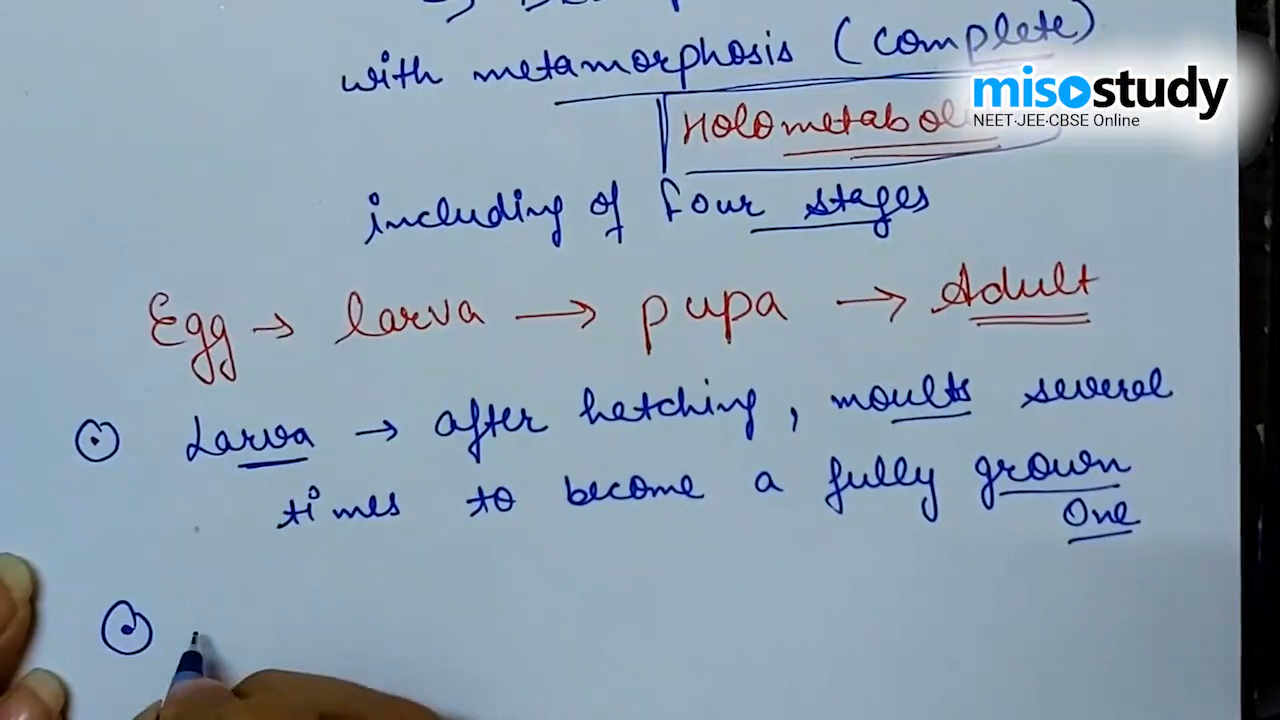 with metamorphosis (complete)
misostudy
NEET·JEE·CBSE Online
including of four stages
Egg → larva → pupa → Adult
Larva → after hatching, moults several
times to become a fully grown
One